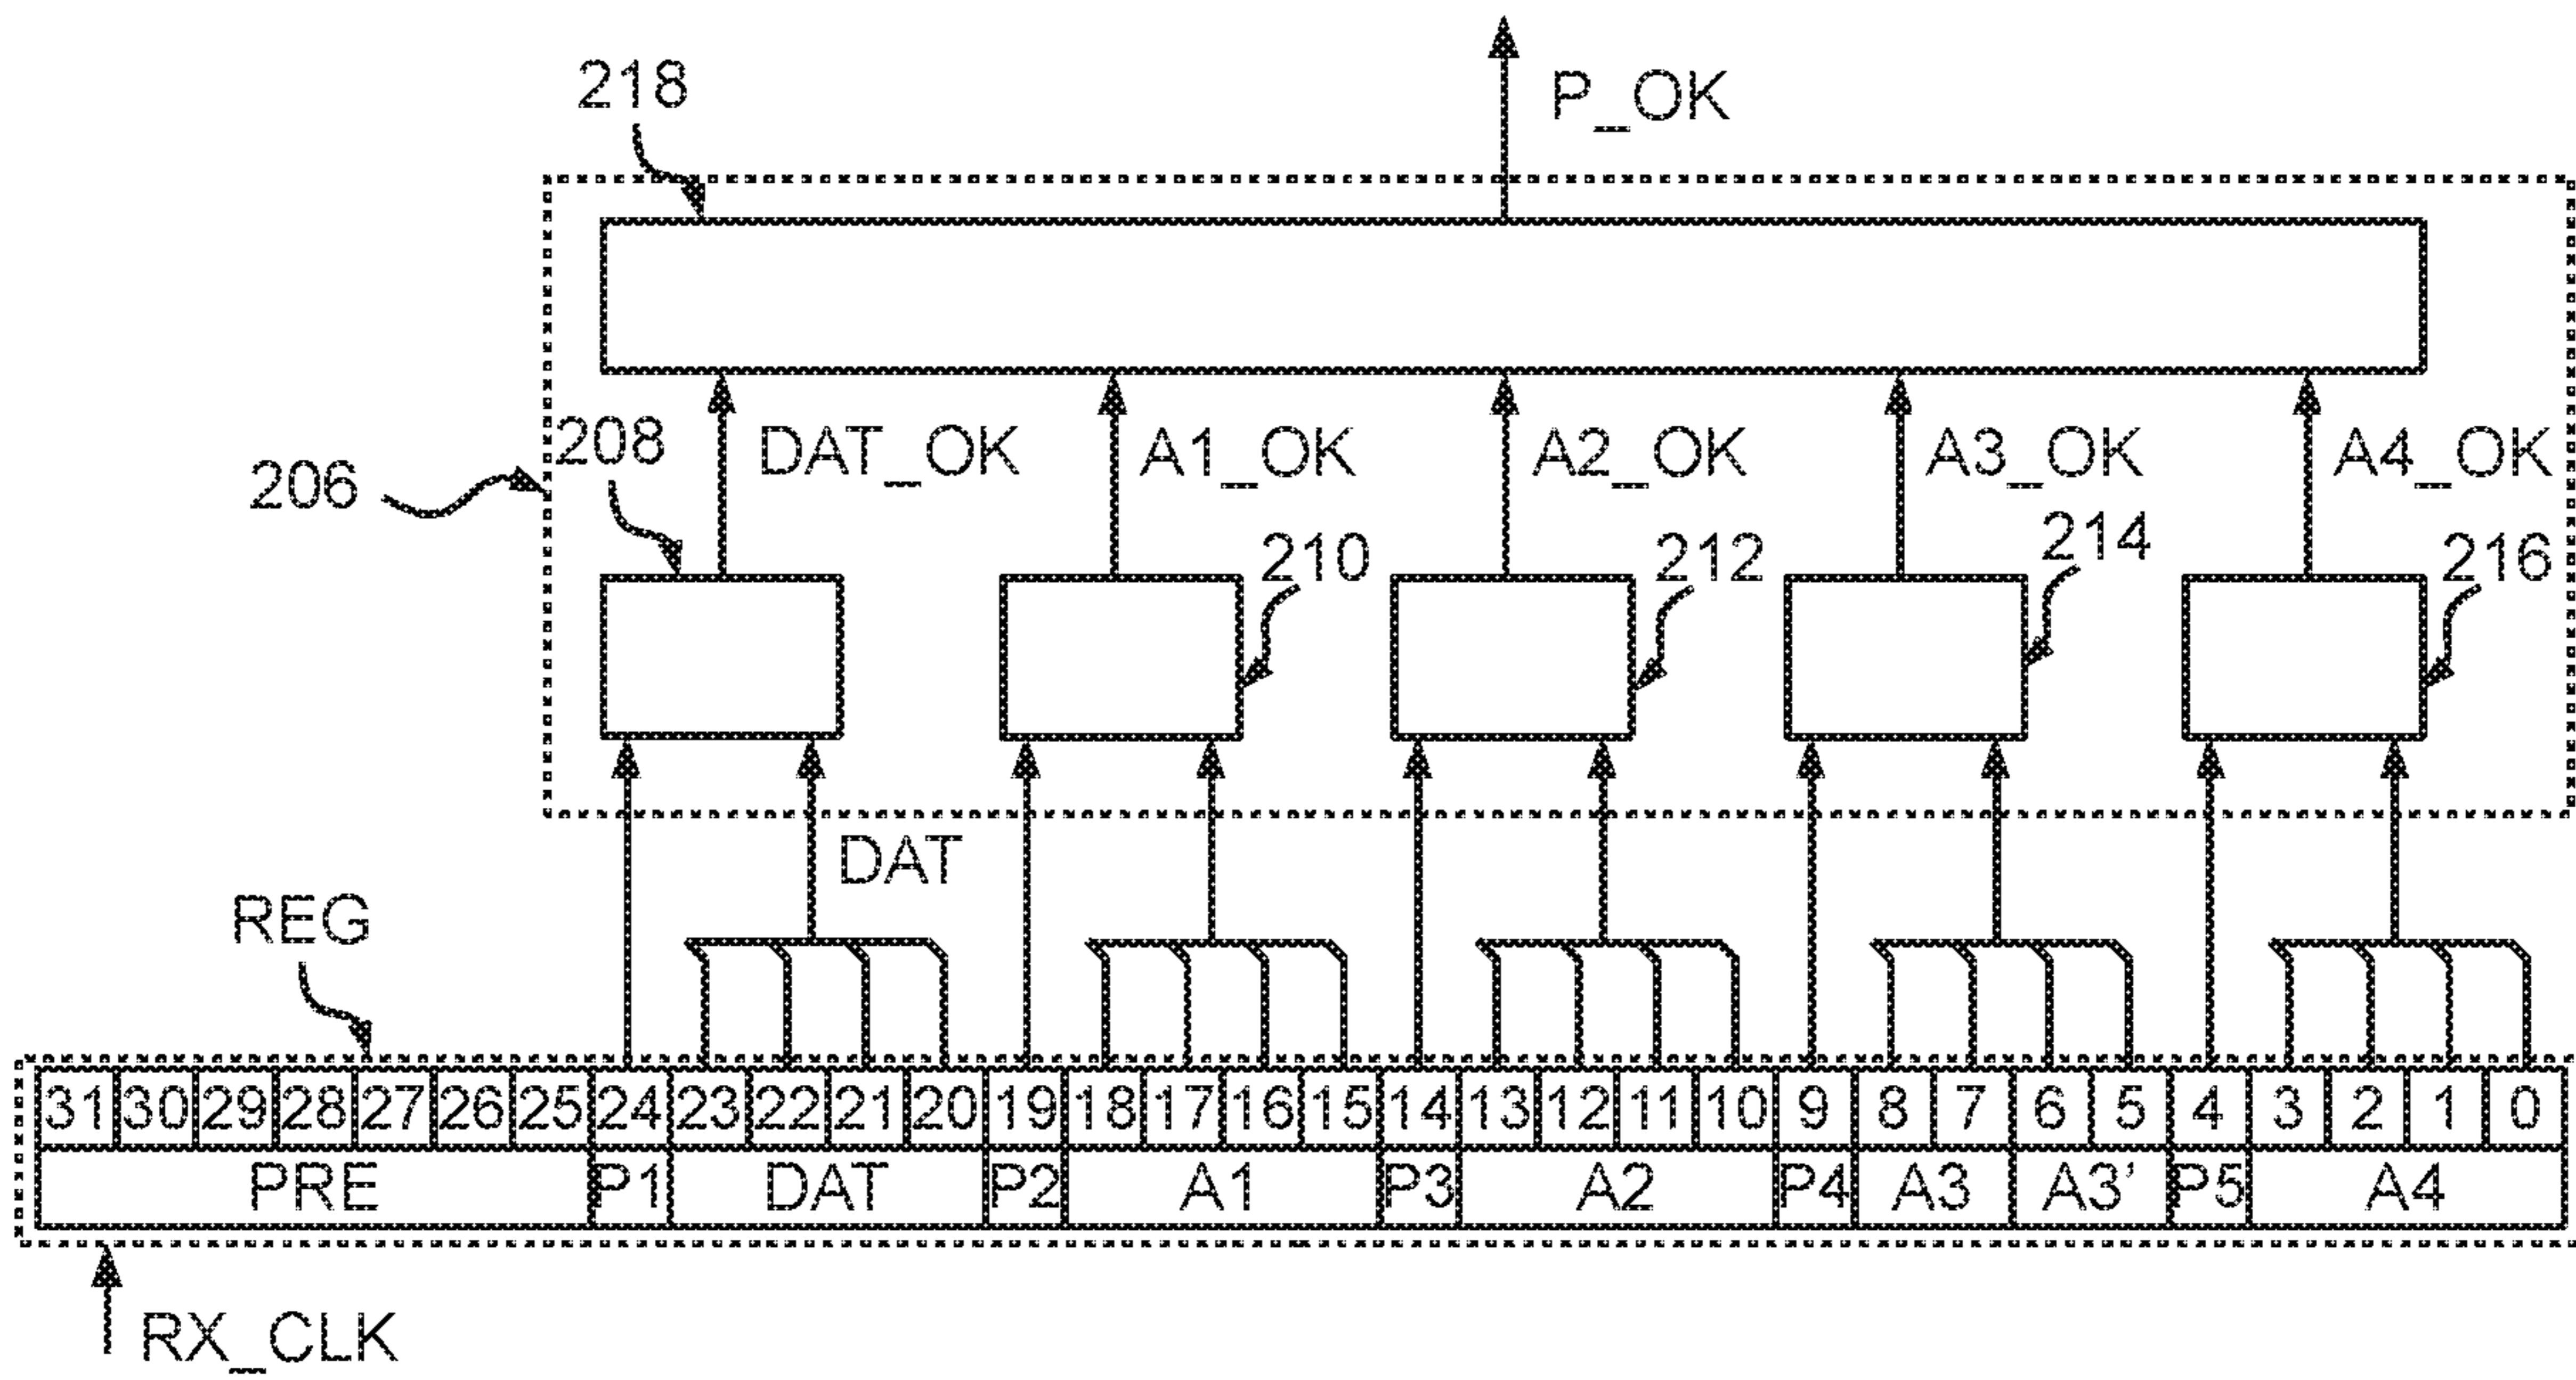 218
P_OK
206
208
DAT_OK
A1_OK
A2_OK
A3_OK
A4_OK
210
212
214
216
DAT
REG
31 30 29 28 27 26 25 24 23 22 21 20 19 18 17 16 15 14 13 12 11 10 9 8 7 6 5 4 3 2 1 0
PRE P1 DAT P2 A1 P3 A2 P4 A3 A3' P5 A4
RX_CLK